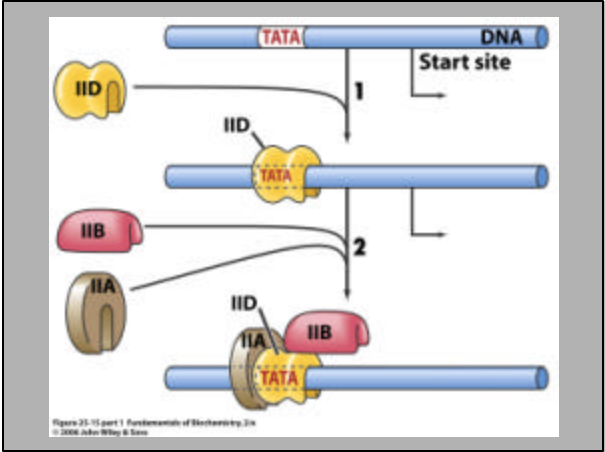 TATA DNA
Start site
IID 1
IID
TATA
IIB
2
IIA
IID
IIA IIB
TATA
Figure 25-15 part 1 Fundamentals of Biochemistry, 2/e
© 2006 John Wiley & Sons